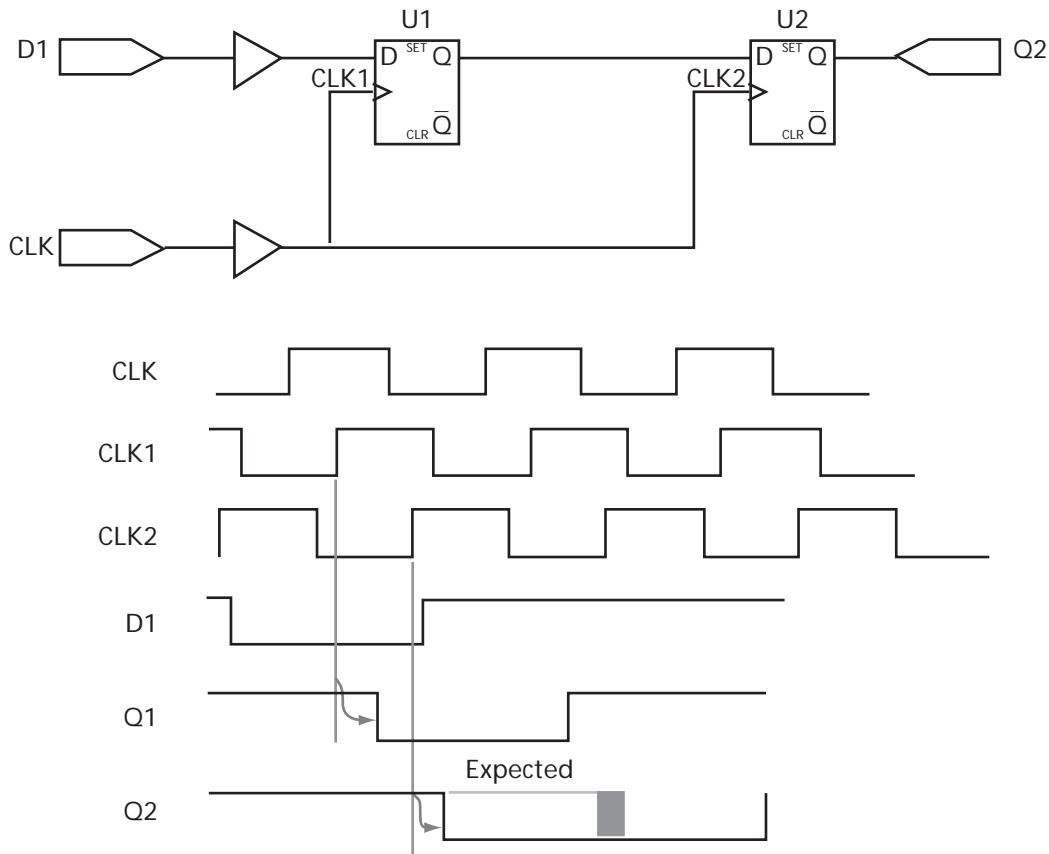 U1 U2
D1 D SET Q D SET Q Q2
CLK1 CLK2
CLR Q̅ CLR Q̅
CLK
CLK
CLK1
CLK2
D1
Q1
Expected
Q2